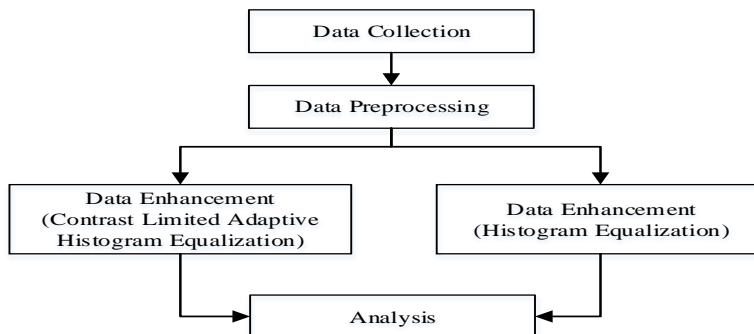 Data Collection
Data Preprocessing
Data Enhancement
(Contrast Limited Adaptive
Histogram Equalization)
Data Enhancement
(Histogram Equalization)
Analysis